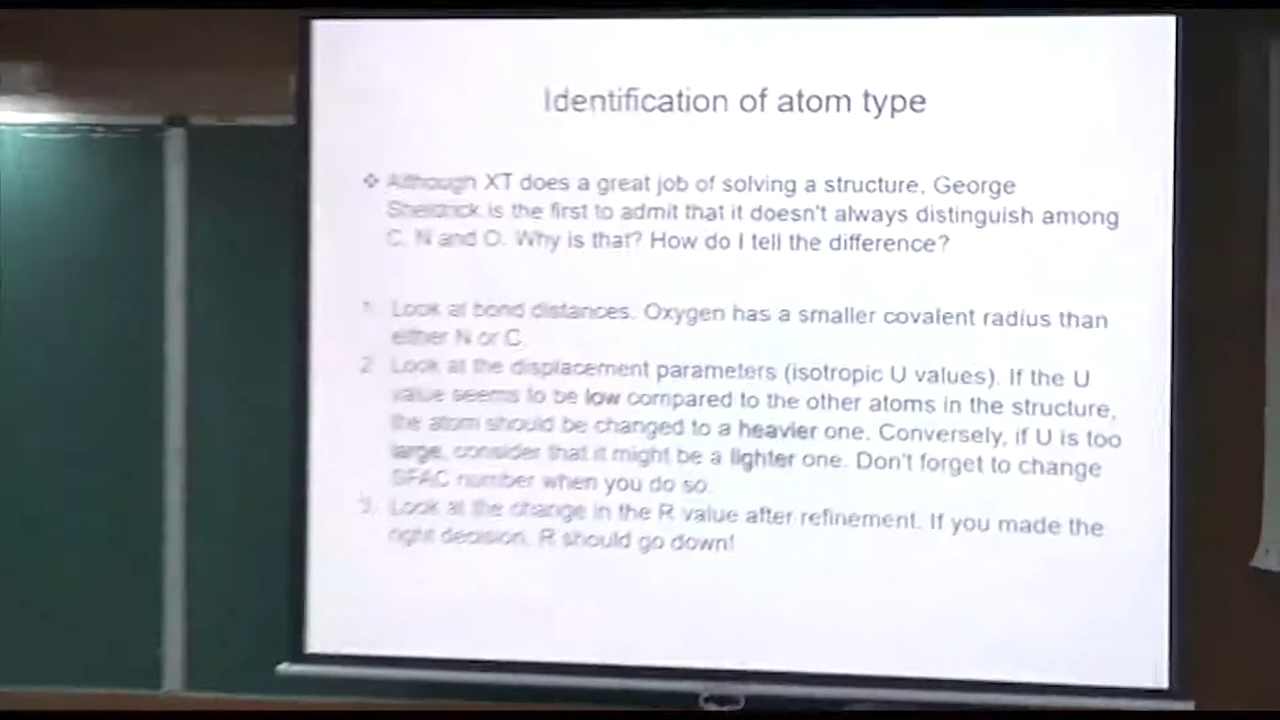 Identification of atom type
❖ Although XT does a great job of solving a structure, George
Sheldrick is the first to admit that it doesn't always distinguish among
C, N and O. Why is that? How do I tell the difference?
1. Look at bond distances. Oxygen has a smaller covalent radius than
either N or C.
2. Look at the displacement parameters (isotropic U values). If the U
value seems to be low compared to the other atoms in the structure,
the atom should be changed to a heavier one. Conversely, if U is too
large, consider that it might be a lighter one. Don't forget to change
SFAC number when you do so.
3. Look at the change in the R value after refinement. If you made the
right decision, R should go down!